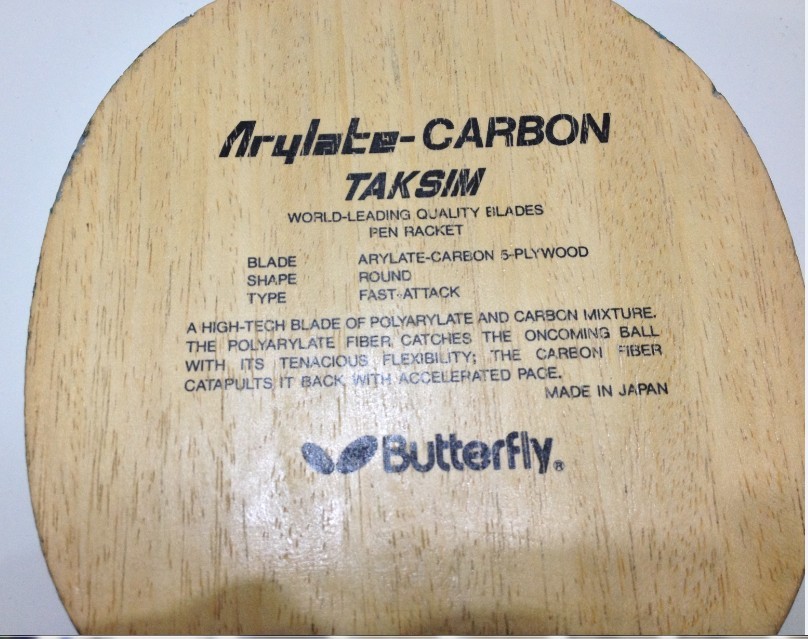 Arylate-CARBON
TAKSIM
WORLD-LEADING QUALITY BLADES
PEN RACKET
BLADE ARYLATE-CARBON 5-PLYWOOD
SHAPE ROUND
TYPE FAST-ATTACK
A HIGH-TECH BLADE OF POLYARYLATE AND CARBON MIXTURE.
THE POLYARYLATE FIBER CATCHES THE ONCOMING BALL
WITH ITS TENACIOUS FLEXIBILITY; THE CARBON FIBER
CATAPULTS IT BACK WITH ACCELERATED PACE.
MADE IN JAPAN
Butterfly®